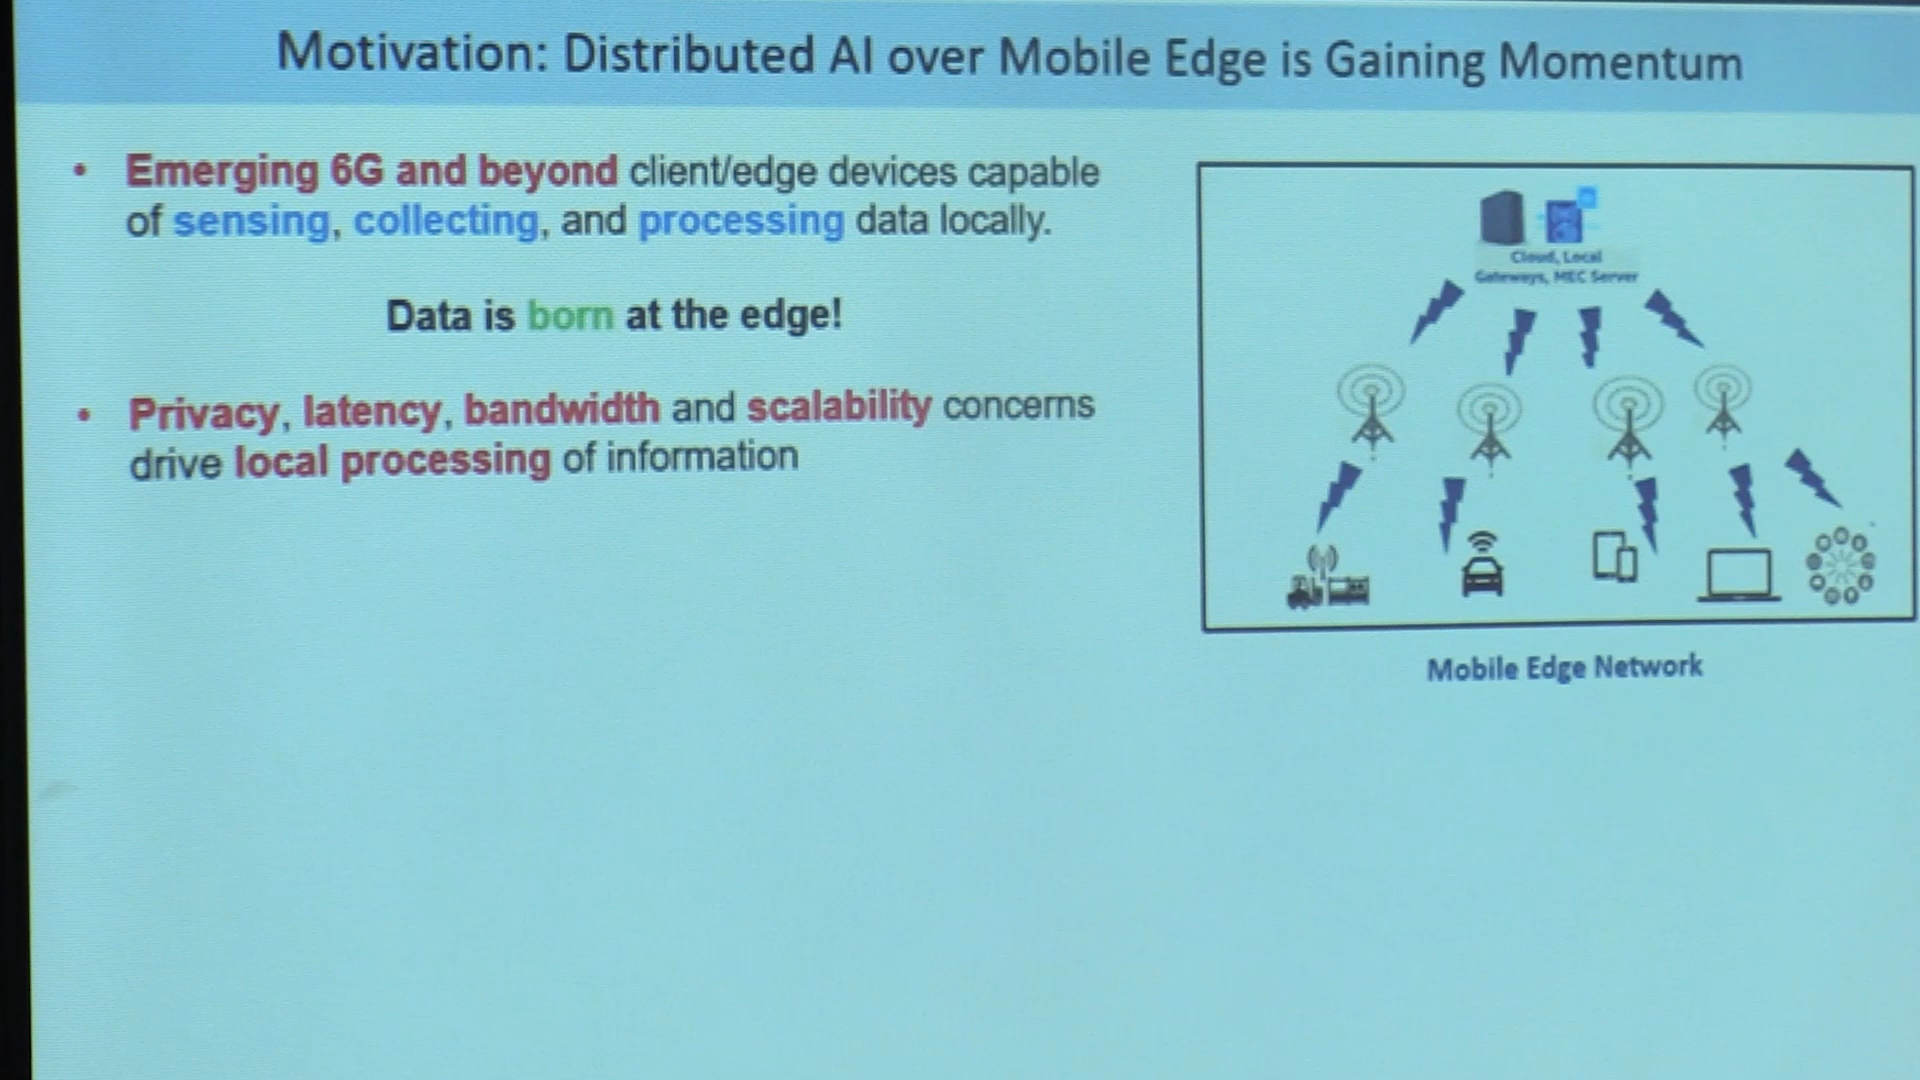 Motivation: Distributed AI over Mobile Edge is Gaining Momentum
• Emerging 6G and beyond client/edge devices capable
of sensing, collecting, and processing data locally.
Data is born at the edge!
• Privacy, latency, bandwidth and scalability concerns
drive local processing of information
Cloud, Local
Gateways, MEC Server
Mobile Edge Network